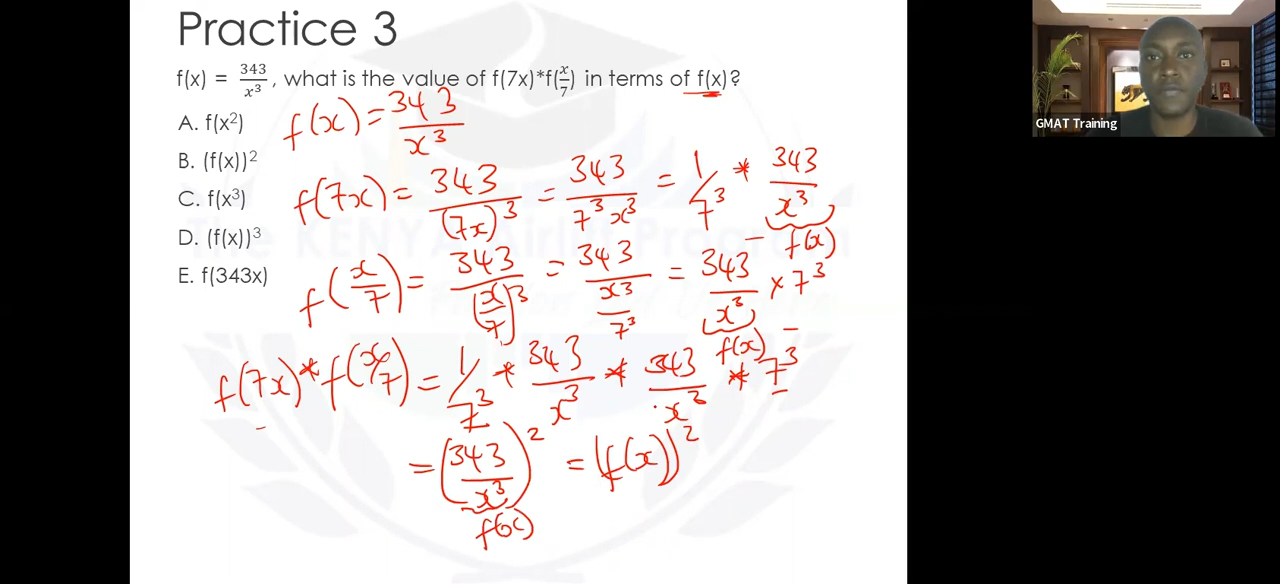 Practice 3
f(x) = 343/x³, what is the value of f(7x)*f(x/7) in terms of f(x)?
A. f(x²)
B. (f(x))²
C. f(x³)
D. (f(x))³
E. f(343x)
f(x) = 343/x³
f(7x) = 343/(7x)³ = 343/7³x³ = 1/7³ * 343/x³
f(x)
f(x/7) = 343/(x/7)³ = 343/(x³/7³) = 343/x³ × 7³
f(x)
f(7x)*f(x/7) = 1/7³ * 343/x³ * 343/x³ * 7³
= (343/x³)² = (f(x))²
f(x)
GMAT Training